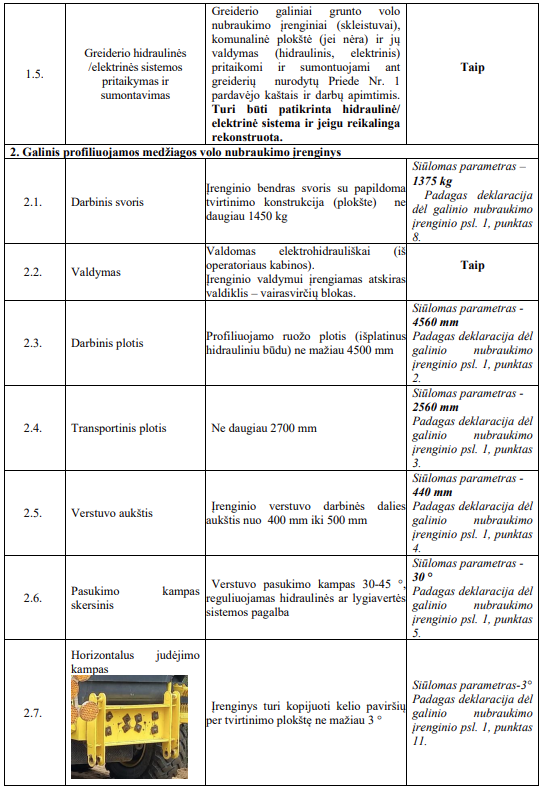 1.5.
Greiderio hidraulinės
/elektrinės sistemos
pritaikymas ir
sumontavimas
Greiderio galiniai grunto volo
nubraukimo įrenginiai (skleistuvai),
komunalinė plokštė (jei nėra) ir jų
valdymas (hidraulinis, elektrinis)
pritaikomi ir sumontuojami ant
greiderių nurodytų Priede Nr. 1
pardavėjo kaštais ir darbų apimtimis.
Turi būti patikrinta hidraulinė/
elektrinė sistema ir jeigu reikalinga
rekonstruota.
Taip
2. Galinis profiliuojamos medžiagos volo nubraukimo įrenginys
2.1.
Darbinis svoris
Įrenginio bendras svoris su papildoma
tvirtinimo konstrukcija (plokšte) ne
daugiau 1450 kg
Siūlomas parametras –
1375 kg
Padagas deklaracija
dėl galinio nubraukimo
įrenginio psl. 1, punktas
8.
2.2.
Valdymas
Valdomas elektrohidrauliškai (iš
operatoriaus kabinos).
Įrenginio valdymui įrengiamas atskiras
valdiklis – vairasvirčių blokas.
Taip
2.3.
Darbinis plotis
Profiliuojamo ruožo plotis (išplatinus
hidrauliniu būdu) ne mažiau 4500 mm
Siūlomas parametras -
4560 mm
Padagas deklaracija dėl
galinio nubraukimo
įrenginio psl. 1, punktas
2.
2.4.
Transportinis plotis
Ne daugiau 2700 mm
Siūlomas parametras -
2560 mm
Padagas deklaracija dėl
galinio nubraukimo
įrenginio psl. 1, punktas
3.
2.5.
Verstuvo aukštis
Įrenginio verstuvo darbinės dalies
aukštis nuo 400 mm iki 500 mm
Siūlomas parametras -
440 mm
Padagas deklaracija dėl
galinio nubraukimo
įrenginio psl. 1, punktas
4.
2.6.
Pasukimo kampas
skersinis
Verstuvo pasukimo kampas 30-45 °,
reguliuojamas hidraulinės ar lygiavertės
sistemos pagalba
Siūlomas parametras -
30 °
Padagas deklaracija dėl
galinio nubraukimo
įrenginio psl. 1, punktas
5.
2.7.
Horizontalus judėjimo
kampas
Įrenginys turi kopijuoti kelio paviršių
per tvirtinimo plokštę ne mažiau 3 °
Siūlomas parametras-3°
Padagas deklaracija dėl
galinio nubraukimo
įrenginio psl. 1, punktas
11.